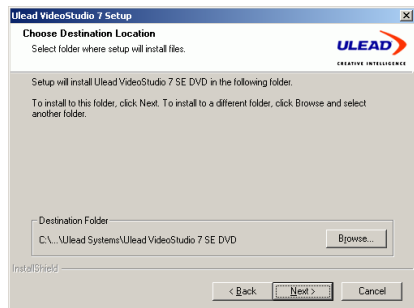 Ulead VideoStudio 7 Setup
Choose Destination Location
Select folder where setup will install files.
ULEAD
CREATIVE INTELLIGENCE
Setup will install Ulead VideoStudio 7 SE DVD in the following folder.
To install to this folder, click Next. To install to a different folder, click Browse and select
another folder.
Destination Folder
C:\...\Ulead Systems\Ulead VideoStudio 7 SE DVD
Browse...
InstallShield
< Back
Next >
Cancel